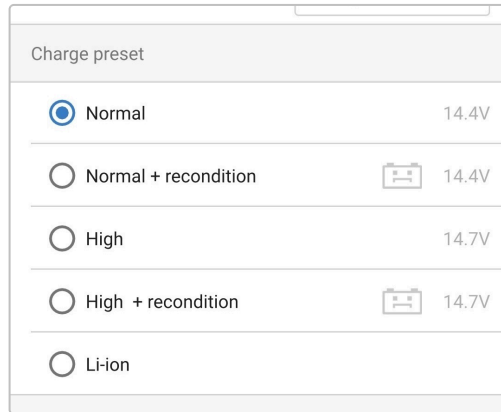 Charge preset
Normal 14.4V
Normal + recondition 14.4V
High 14.7V
High + recondition 14.7V
Li-ion